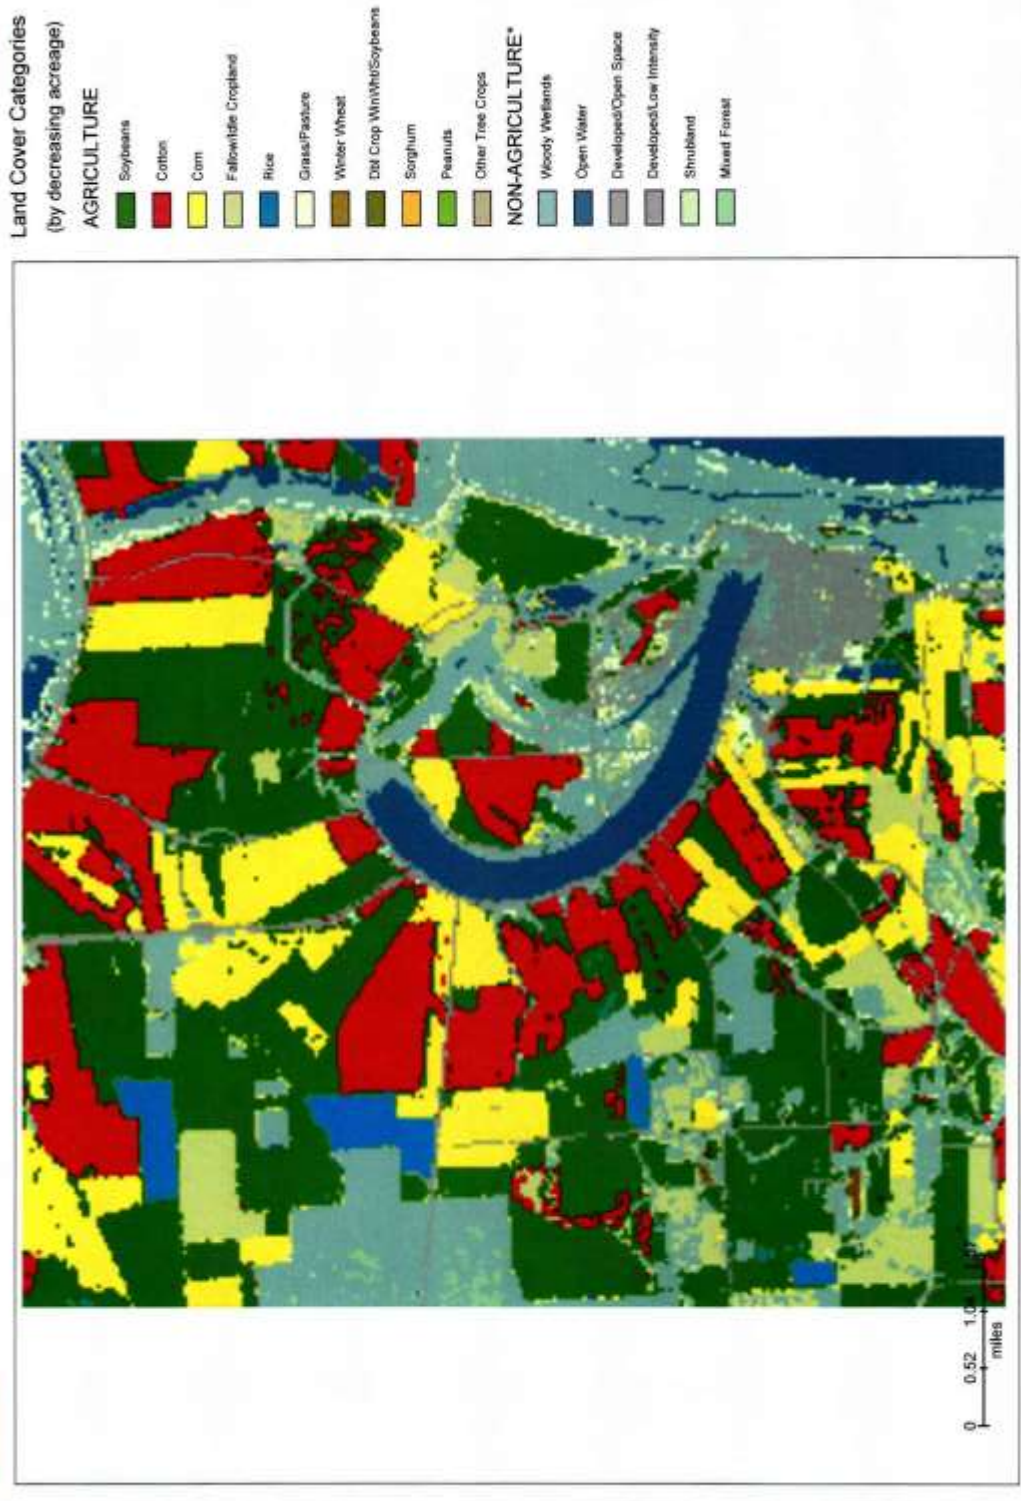 Land Cover Categories
(by decreasing acreage)
AGRICULTURE
Soybeans
Cotton
Corn
Fallow/Idle Cropland
Rice
Grass/Pasture
Winter Wheat
Dbl Crop WinWht/Soybeans
Sorghum
Peanuts
Other Tree Crops
NON-AGRICULTURE*
Woody Wetlands
Open Water
Developed/Open Space
Developed/Low Intensity
Shrubland
Mixed Forest
0 0.52 1.04
miles